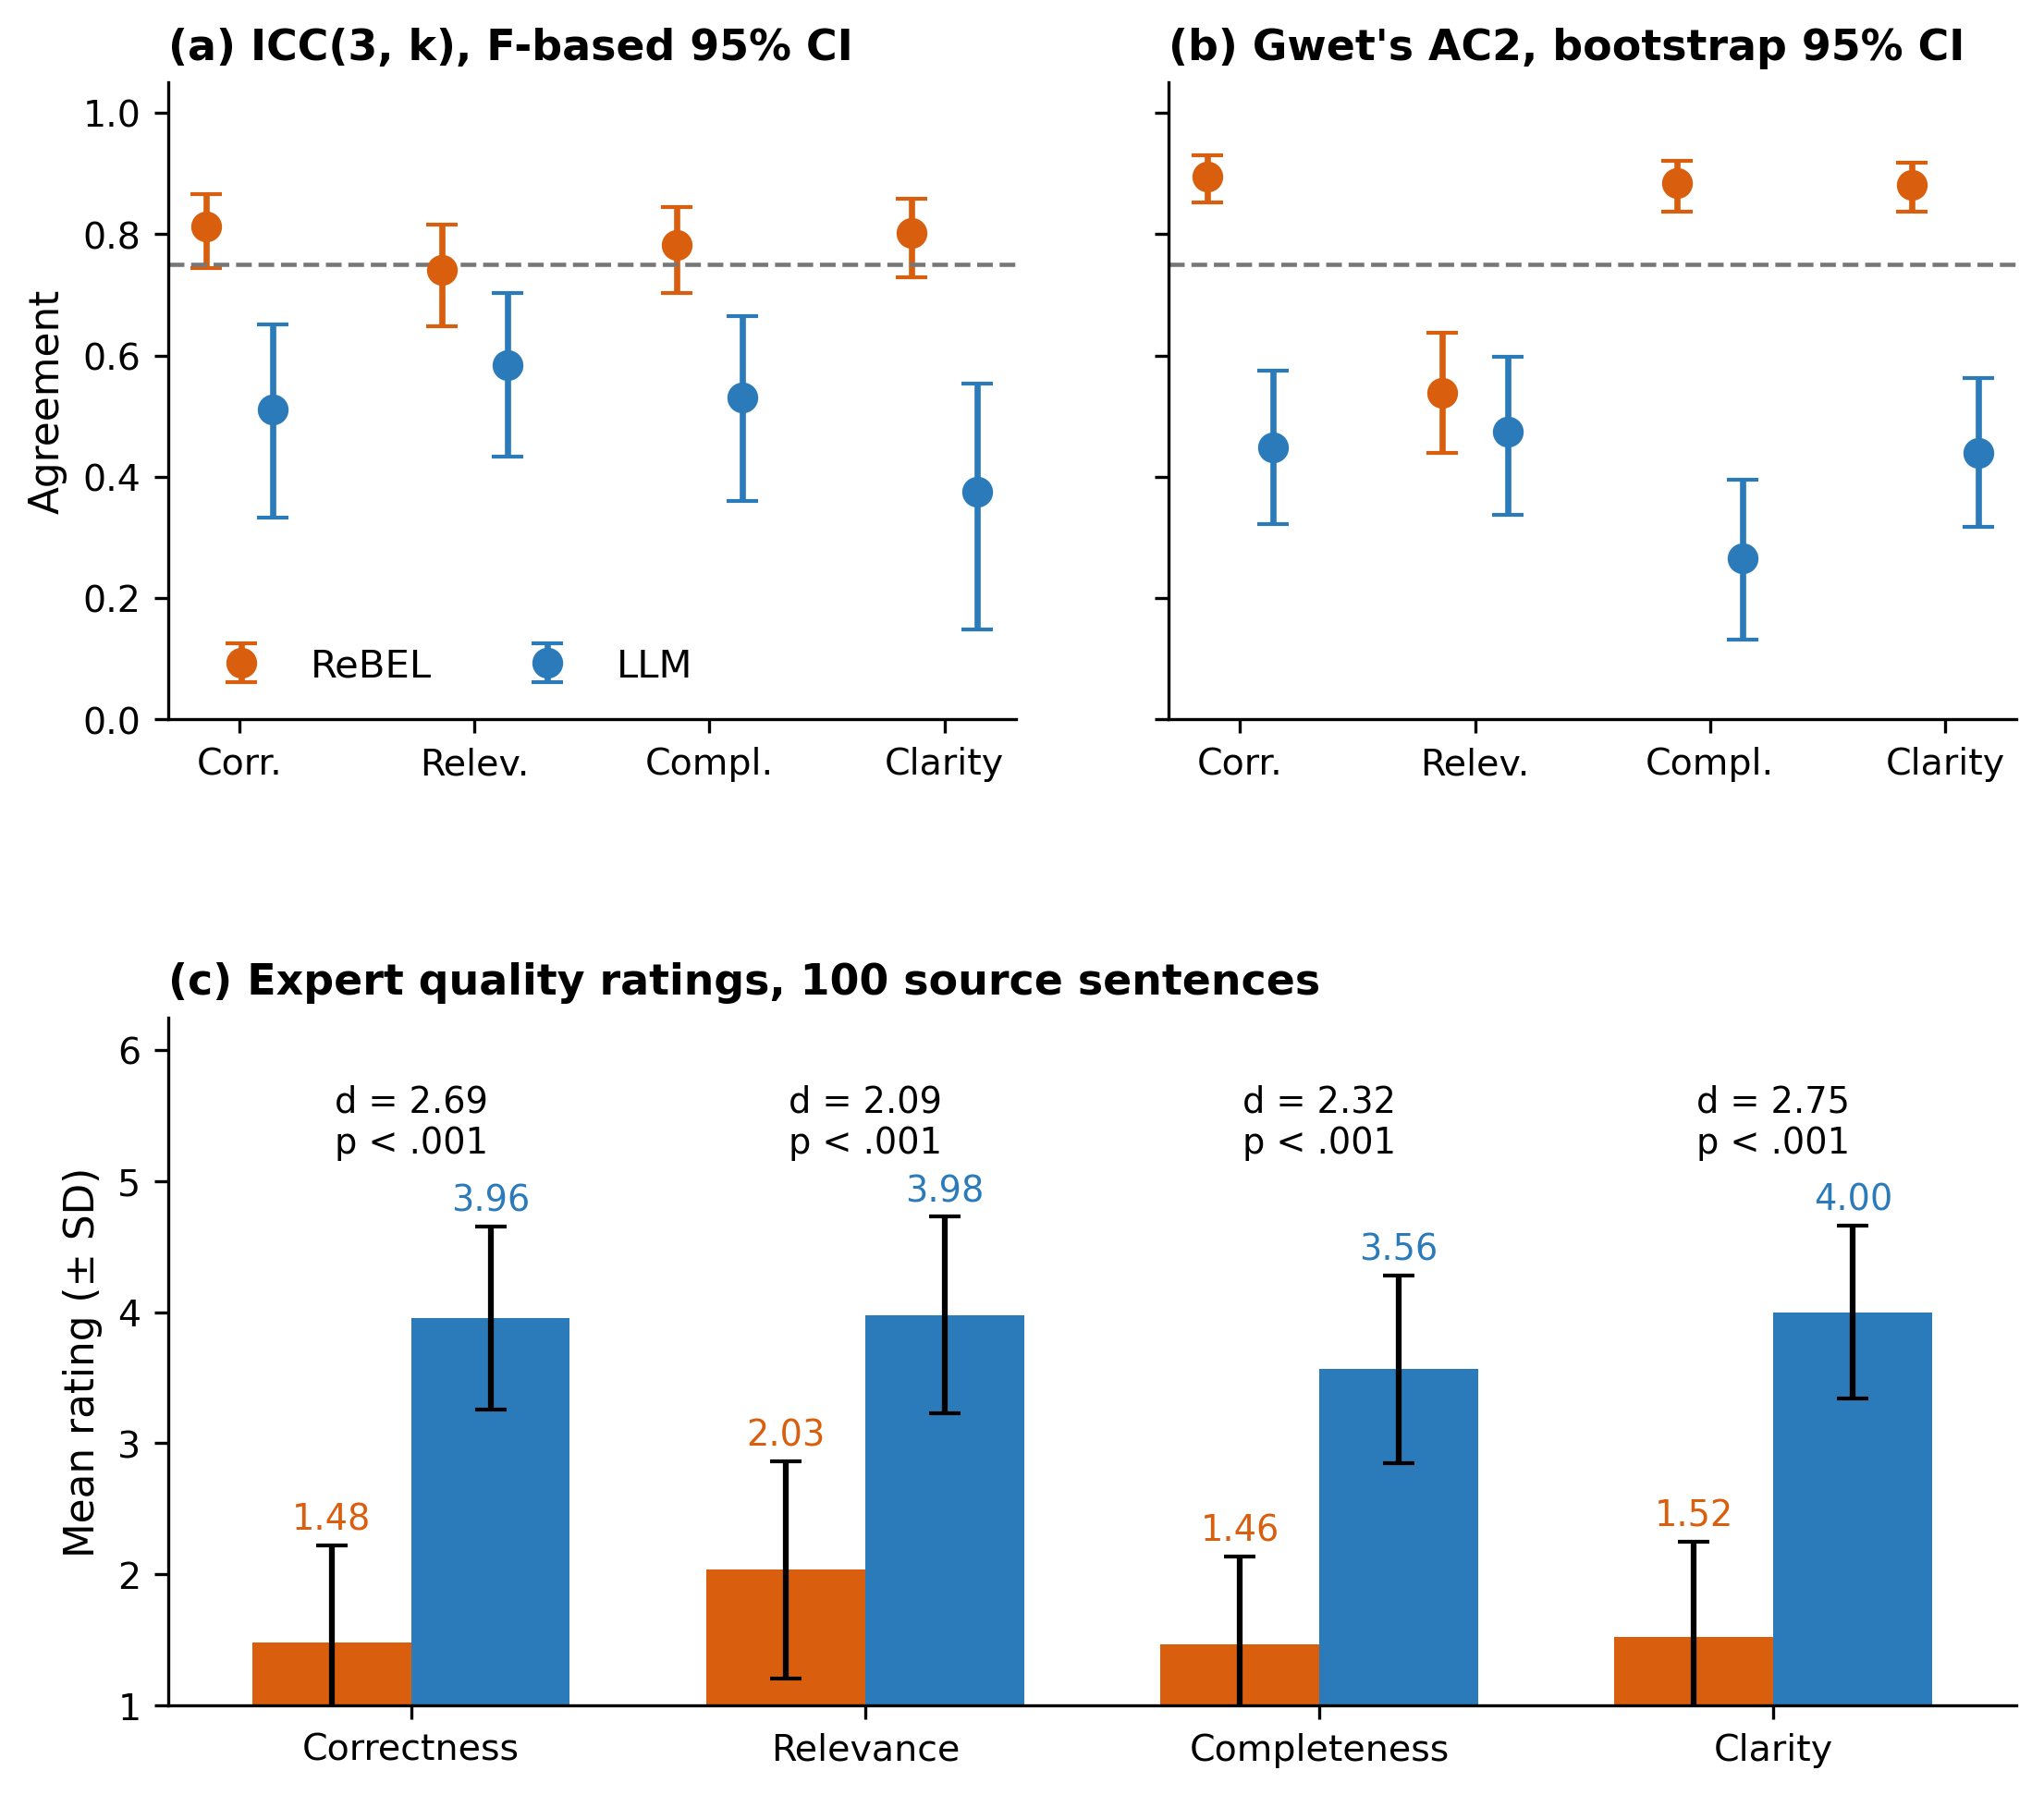 (a) ICC(3, k), F-based 95% CI
(b) Gwet's AC2, bootstrap 95% CI
Agreement
1.0
0.8
0.6
0.4
0.2
0.0
ReBEL
LLM
Corr.
Relev.
Compl.
Clarity
Corr.
Relev.
Compl.
Clarity
(c) Expert quality ratings, 100 source sentences
Mean rating (± SD)
6
5
4
3
2
1
d = 2.69
p < .001
d = 2.09
p < .001
d = 2.32
p < .001
d = 2.75
p < .001
1.48
3.96
2.03
3.98
1.46
3.56
1.52
4.00
Correctness
Relevance
Completeness
Clarity